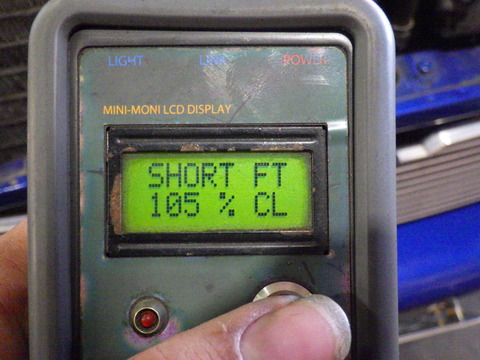 LIGHT LINK POWER
MINI-MONI LCD DISPLAY
SHORT FT
105 % CL